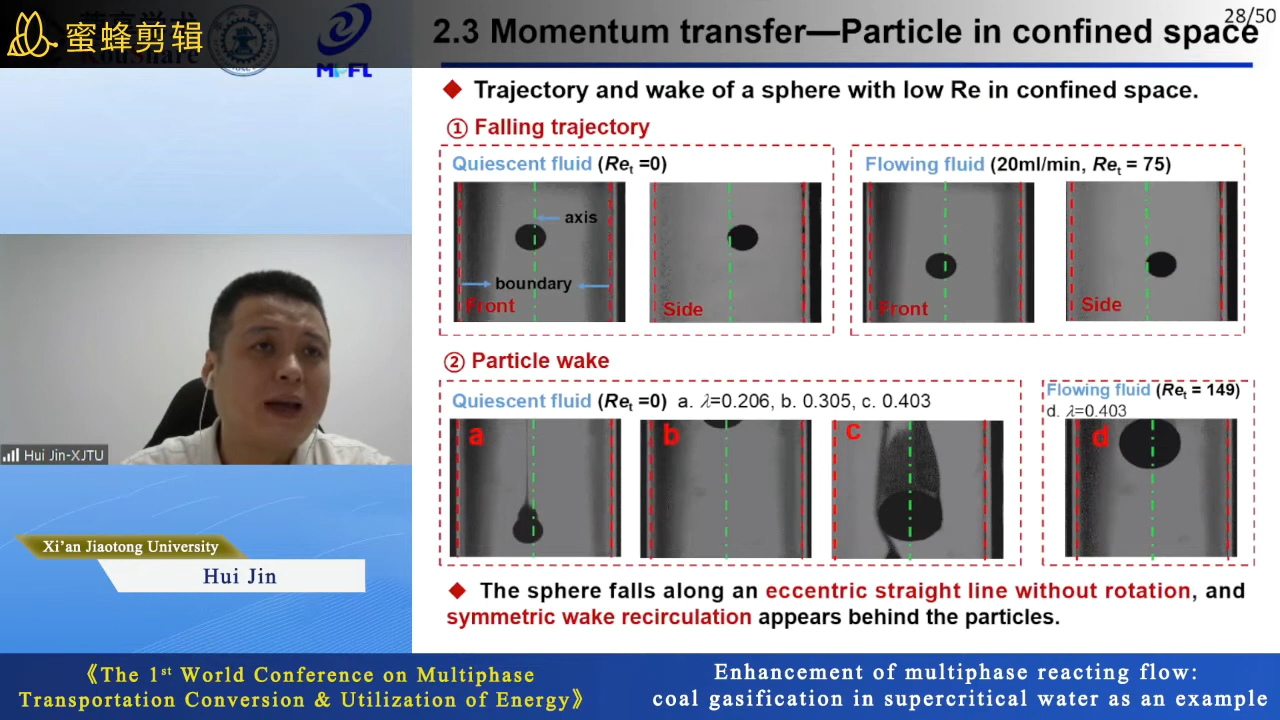 蜜蜂剪辑
28/50
2.3 Momentum transfer—Particle in confined space
◆ Trajectory and wake of a sphere with low Re in confined space.
① Falling trajectory
Quiescent fluid (Reₜ =0)
axis
boundary
Front
Side
Flowing fluid (20ml/min, Reₜ = 75)
Front
Side
② Particle wake
Quiescent fluid (Reₜ =0) a. λ=0.206, b. 0.305, c. 0.403
a
b
c
Flowing fluid (Reₜ = 149)
d. λ=0.403
d
◆ The sphere falls along an eccentric straight line without rotation, and
symmetric wake recirculation appears behind the particles.
Hui Jin-XJTU
Xi’an Jiaotong University
Hui Jin
《The 1ˢᵗ World Conference on Multiphase
Transportation Conversion & Utilization of Energy》
Enhancement of multiphase reacting flow:
coal gasification in supercritical water as an example